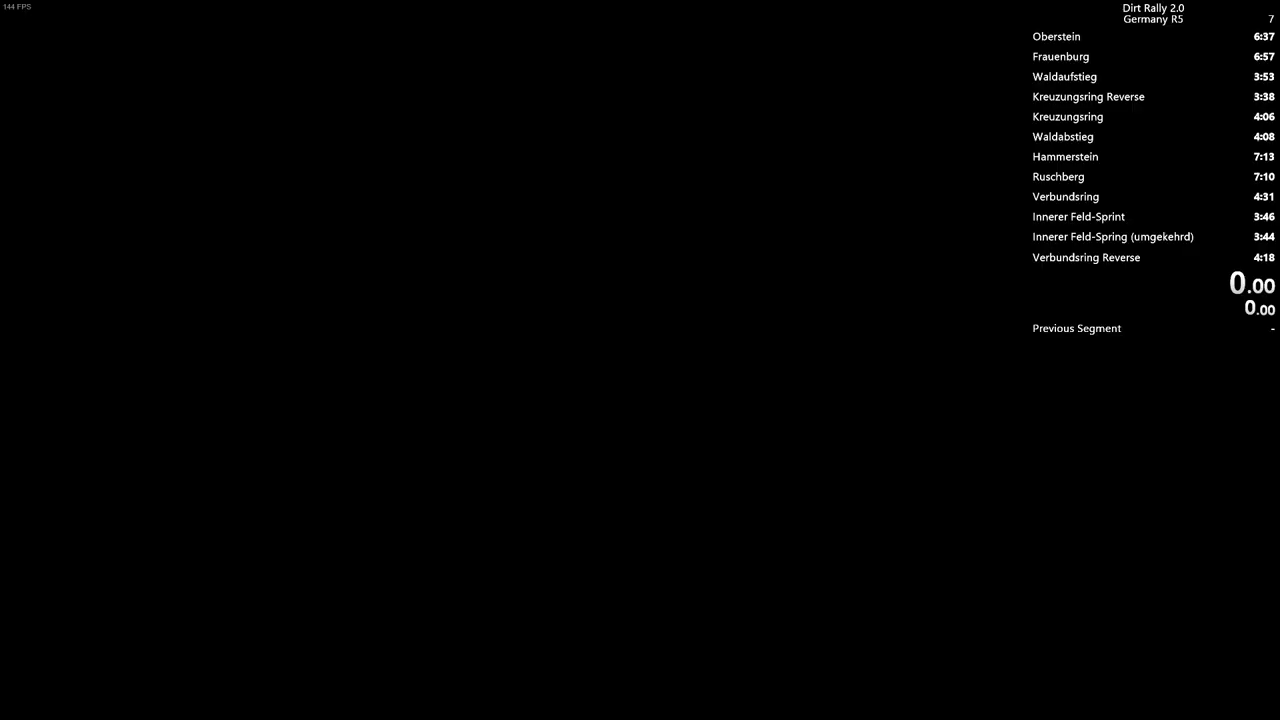 144 FPS
Dirt Rally 2.0
Germany R5 7
Oberstein 6:37
Frauenburg 6:57
Waldaufstieg 3:53
Kreuzungsring Reverse 3:38
Kreuzungsring 4:06
Waldabstieg 4:08
Hammerstein 7:13
Ruschberg 7:10
Verbundsring 4:31
Innerer Feld-Sprint 3:46
Innerer Feld-Spring (umgekehrd) 3:44
Verbundsring Reverse 4:18
0.00
0.00
Previous Segment -